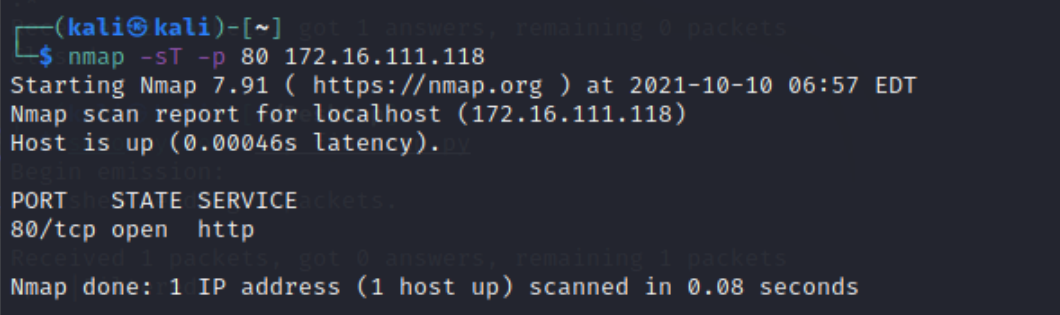 ┌──(kali㉿kali)-[~]
└─$ nmap -sT -p 80 172.16.111.118
Starting Nmap 7.91 ( https://nmap.org ) at 2021-10-10 06:57 EDT
Nmap scan report for localhost (172.16.111.118)
Host is up (0.00046s latency).
PORT   STATE SERVICE
80/tcp open  http
Nmap done: 1 IP address (1 host up) scanned in 0.08 seconds